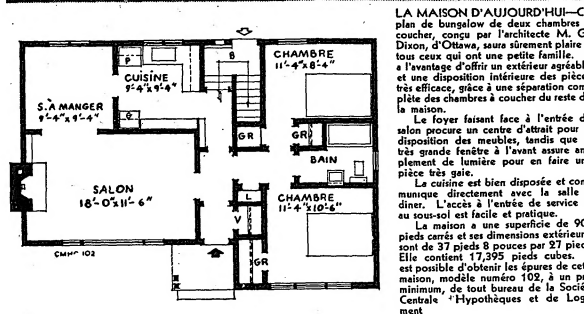 CHAMBRE
11'-4"x8'-4"
B
P
CUISINE
9'-4"x9'-4"
S. À MANGER
9'-4"x9'-4"
GR
GR
BAIN
SALON
18'-0"x11'-6"
L
CHAMBRE
11'-4"x10'-6"
V
GR
CMHC 102
LA MAISON D'AUJOURD'HUI—
plan de bungalow de deux chambres
coucher, conçu par l'architecte M. G
Dixon, d'Ottawa, saura sûrement plaire
tous ceux qui ont une petite famille.
a l'avantage d'offrir un extérieur agréabl
et une disposition intérieure des pièce
très efficace, grâce à une séparation com
plète des chambres à coucher du reste d
la maison.
Le foyer faisant face à l'entrée d
salon procure un centre d'attrait pour
disposition des meubles, tandis que
très grande fenêtre à l'avant assure am
plement de lumière pour en faire un
pièce très gaie.
La cuisine est bien disposée et com
munique directement avec la salle
diner. L'accès à l'entrée de service
au sous-sol est facile et pratique.
La maison a une superficie de 90
pieds carrés et ses dimensions extérieur
sont de 37 pieds 8 pouces par 27 pied
Elle contient 17,395 pieds cubes.
est possible d'obtenir les épures de cet
maison, modèle numéro 102, à un pr
minimum, de tout bureau de la Socié
Centrale d'Hypothèques et de Log
ment